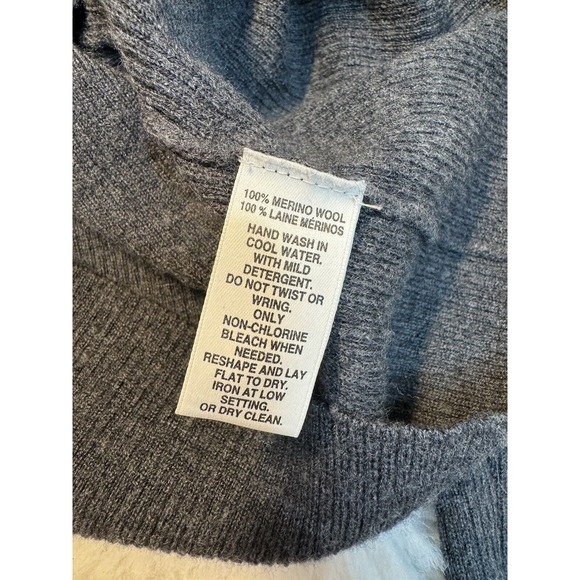 100% MERINO WOOL
100 % LAINE MÉRINOS
HAND WASH IN
COOL WATER.
WITH MILD
DETERGENT.
DO NOT TWIST OR
WRING.
ONLY
NON-CHLORINE
BLEACH WHEN
NEEDED.
RESHAPE AND LAY
FLAT TO DRY.
IRON AT LOW
SETTING.
OR DRY CLEAN.